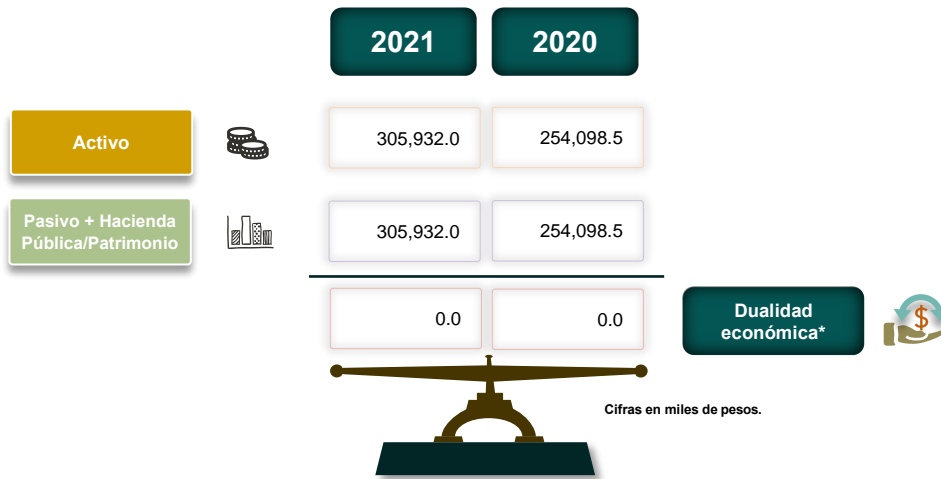 2021 2020
Activo 305,932.0 254,098.5
Pasivo + Hacienda
Pública/Patrimonio 305,932.0 254,098.5
0.0 0.0
Dualidad
económica*
$
Cifras en miles de pesos.